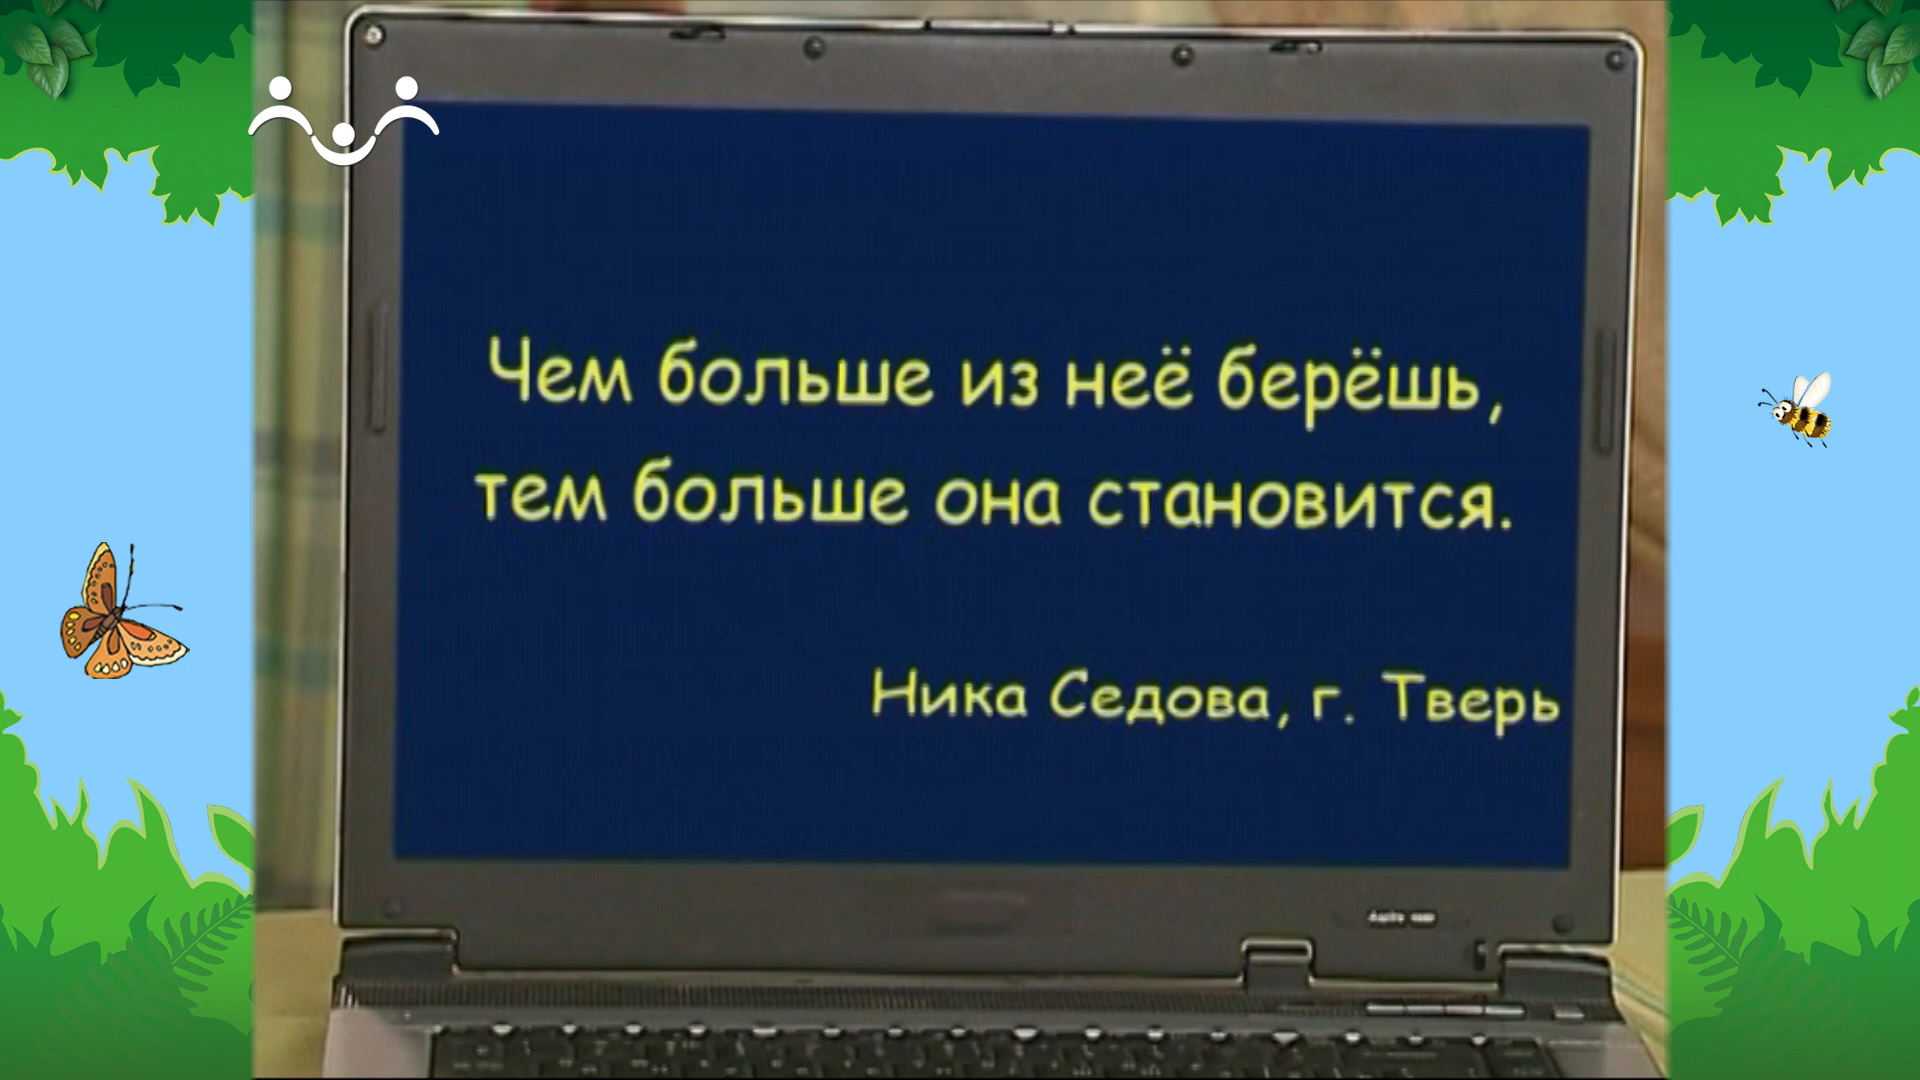 Чем больше из неё берёшь,
тем больше она становится.
Ника Седова, г. Тверь